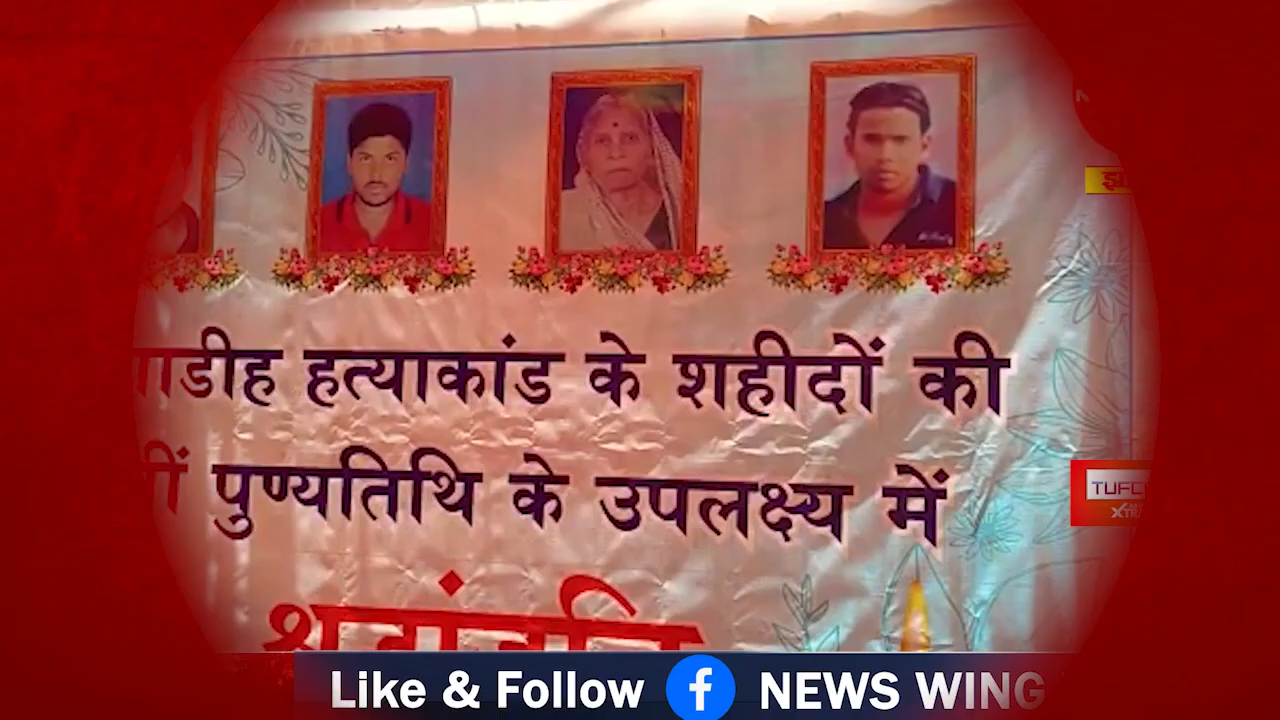 हत्याकांड के शहीदों की
पुण्यतिथि के उपलक्ष्य में
Like & Follow f NEWS WING